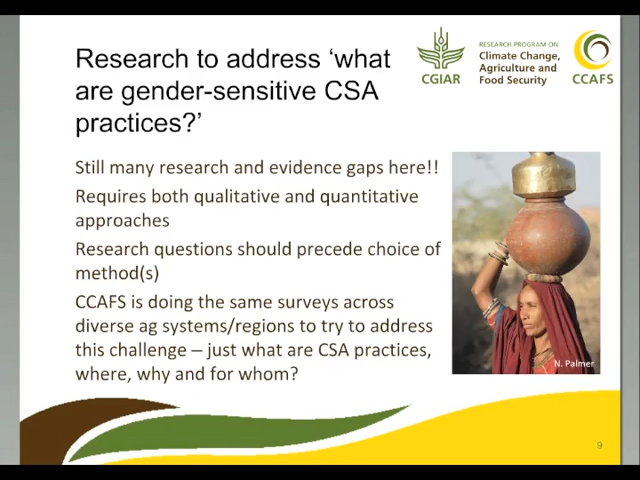 Research to address ‘what
are gender-sensitive CSA
practices?’
CGIAR
RESEARCH PROGRAM ON
Climate Change,
Agriculture and
Food Security
CCAFS
Still many research and evidence gaps here!!
Requires both qualitative and quantitative
approaches
Research questions should precede choice of
method(s)
CCAFS is doing the same surveys across
diverse ag systems/regions to try to address
this challenge – just what are CSA practices,
where, why and for whom?
N. Palmer
9